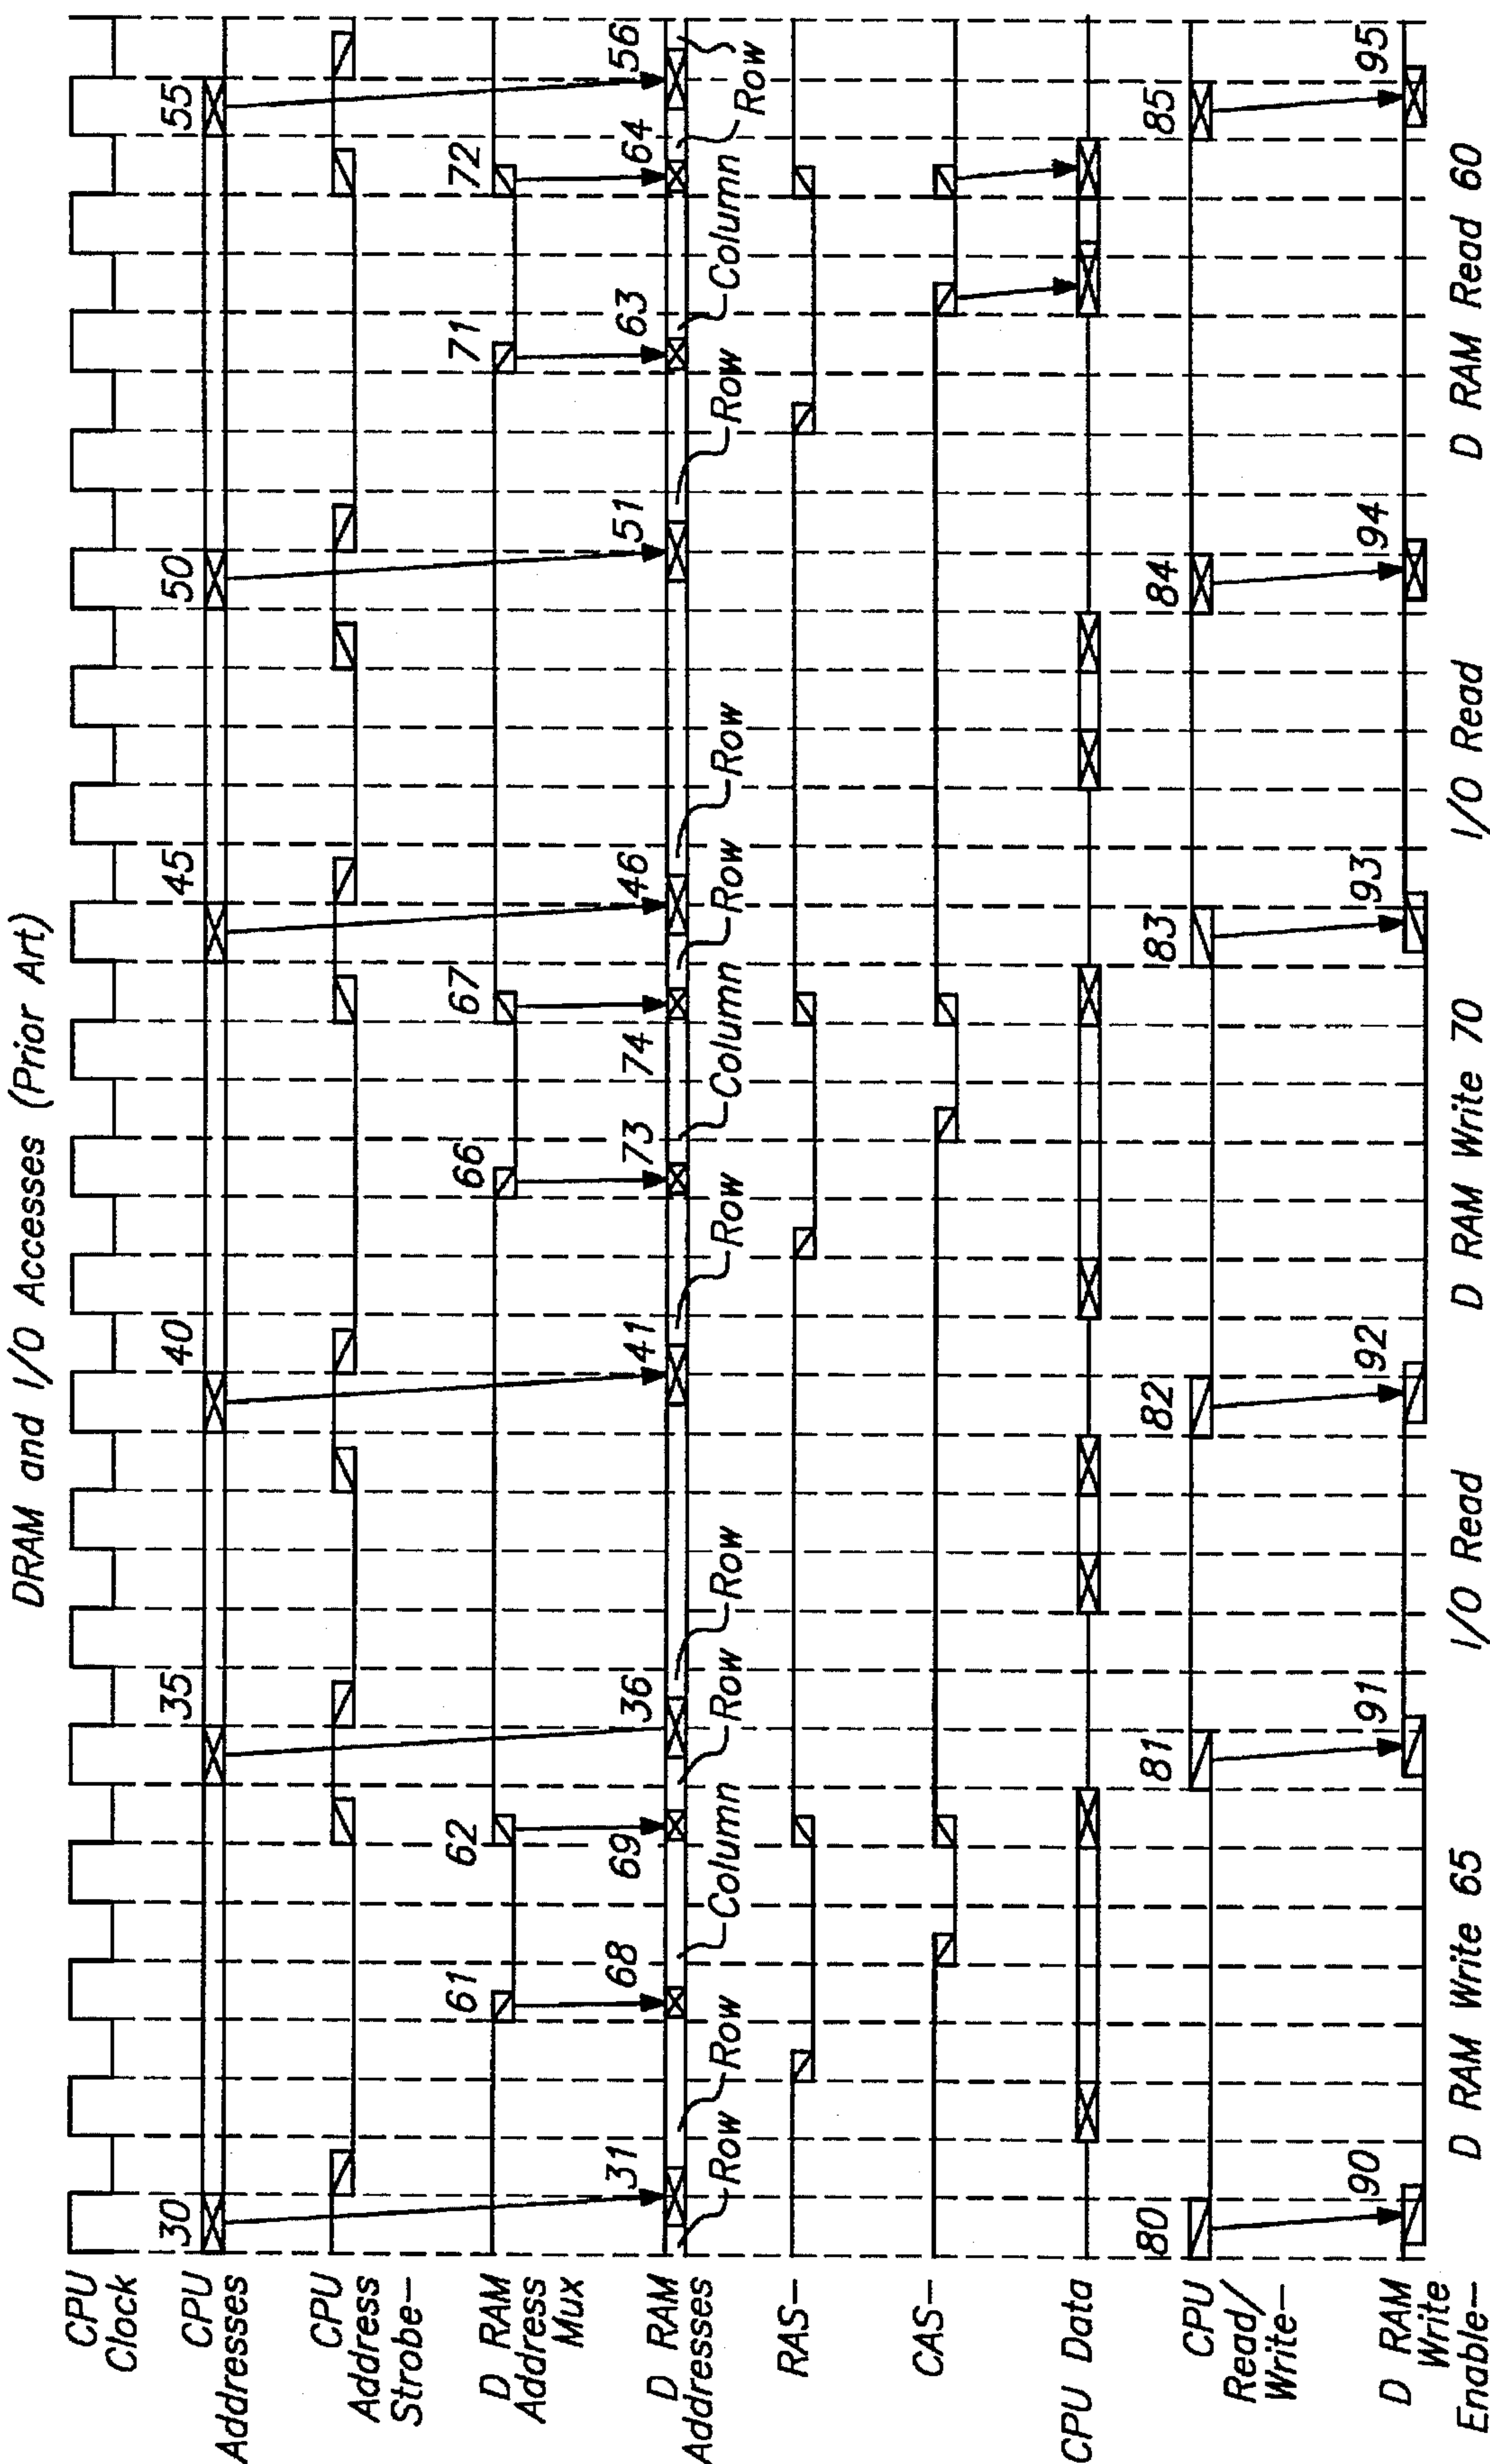 DRAM and I/O Accesses (Prior Art)
CPU
Clock
CPU
Addresses
30
35
40
45
50
55
CPU
Address
Strobe–
D RAM
Address
Mux
61
62
66
67
71
72
D RAM
Addresses
31
68
69
36
41
73
74
46
51
63
64
56
Row
Row
Column
Row
Row
Row
Column
Row
Row
Row
Column
Row
RAS–
CAS–
CPU Data
CPU
Read/
Write–
80
81
82
83
84
85
D RAM
Write
Enable–
90
91
92
93
94
95
D RAM Write 65
I/O Read
D RAM Write 70
I/O Read
D RAM Read 60